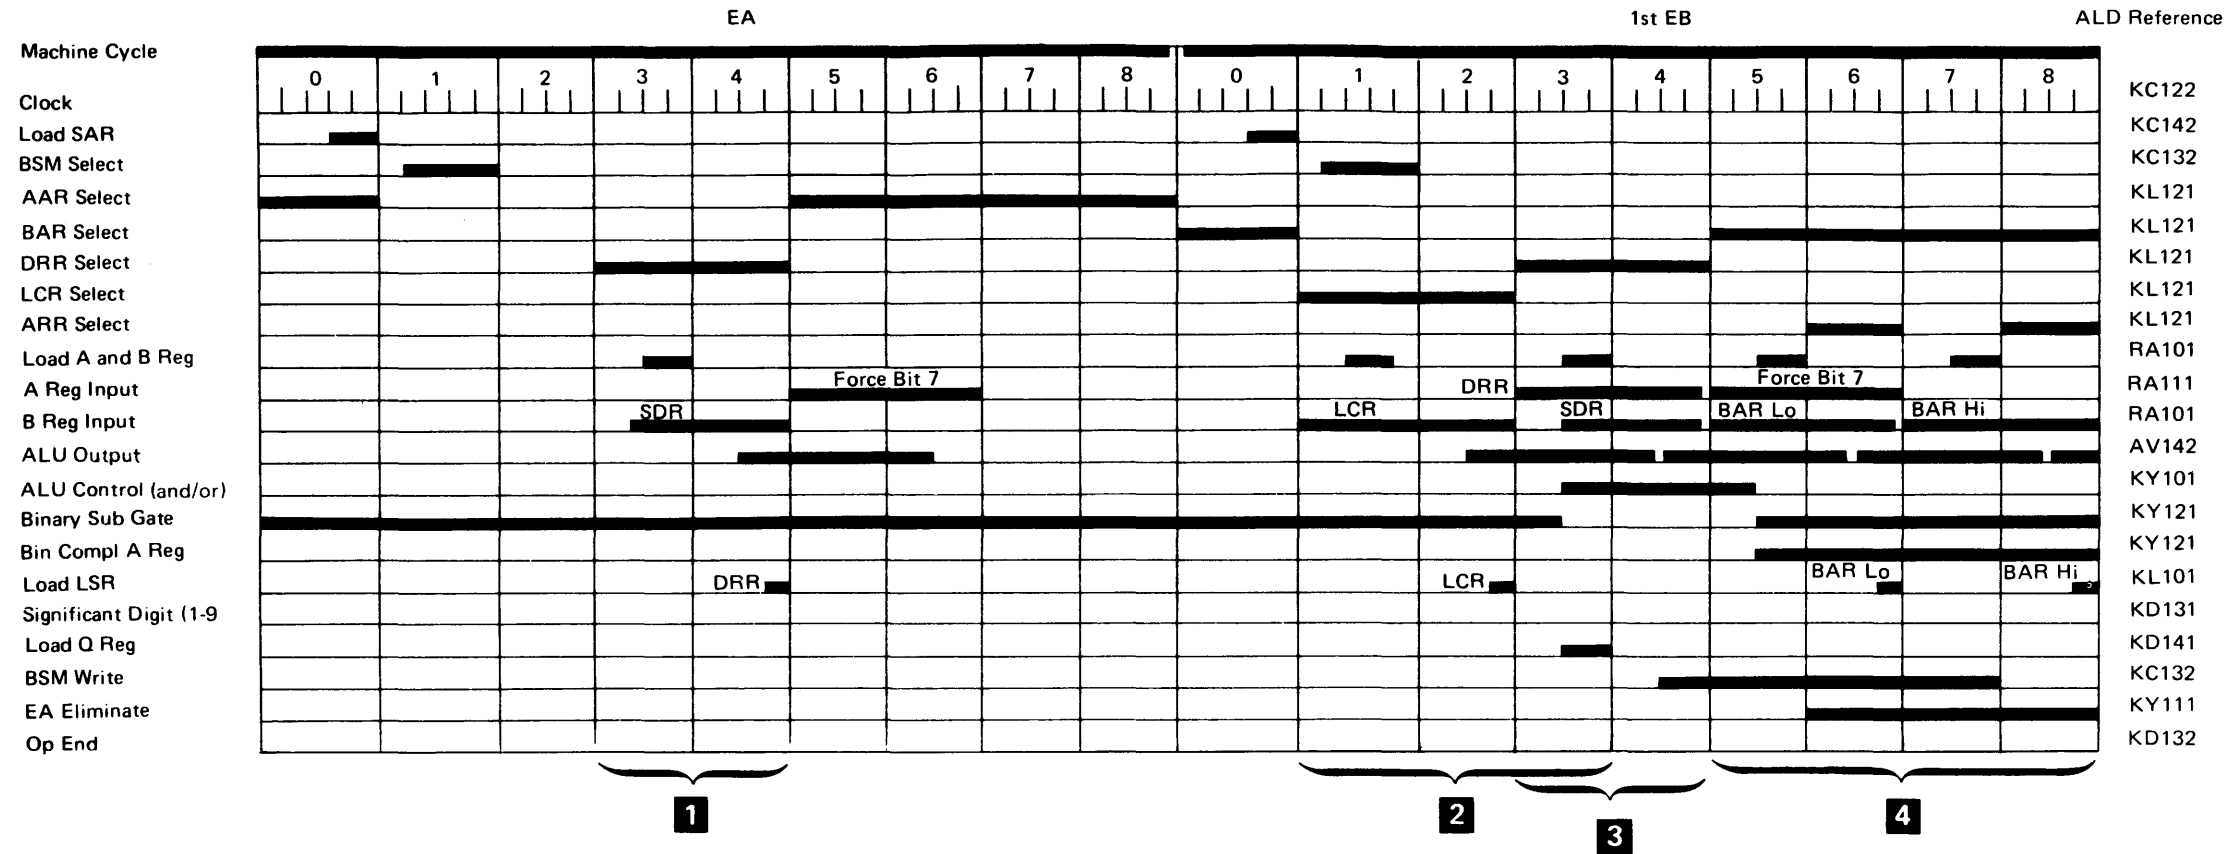 EA 1st EB ALD Reference
Machine Cycle
0 1 2 3 4 5 6 7 8 0 1 2 3 4 5 6 7 8
Clock KC122
Load SAR KC142
BSM Select KC132
AAR Select KL121
BAR Select KL121
DRR Select KL121
LCR Select KL121
ARR Select KL121
Load A and B Reg RA101
A Reg Input Force Bit 7 DRR Force Bit 7 RA111
B Reg Input SDR LCR SDR BAR Lo BAR Hi RA101
ALU Output AV142
ALU Control (and/or) KY101
Binary Sub Gate KY121
Bin Compl A Reg KY121
Load LSR DRR LCR BAR Lo BAR Hi KL101
Significant Digit (1-9 KD131
Load Q Reg KD141
BSM Write KC132
EA Eliminate KY111
Op End KD132
1 2 3 4